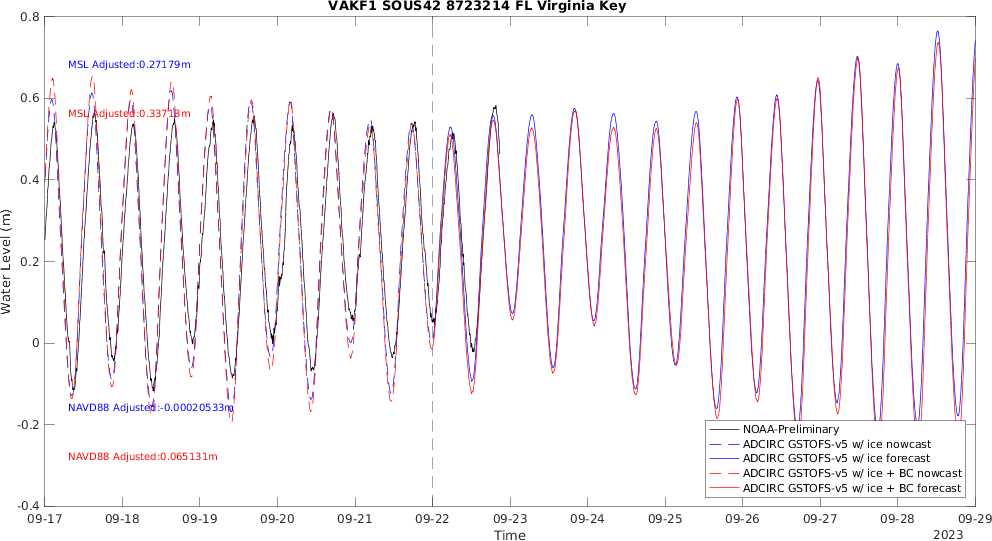 VAKF1 SOUS42 8723214 FL Virginia Key
0.8
0.6
0.4
0.2
0
-0.2
-0.4
Water Level (m)
MSL Adjusted:0.27179m
MSL Adjusted:0.33713m
NAVD88 Adjusted:-0.00020533m
NAVD88 Adjusted:0.065131m
NOAA-Preliminary
ADCIRC GSTOFS-v5 w/ ice nowcast
ADCIRC GSTOFS-v5 w/ ice forecast
ADCIRC GSTOFS-v5 w/ ice + BC nowcast
ADCIRC GSTOFS-v5 w/ ice + BC forecast
09-17 09-18 09-19 09-20 09-21 09-22 09-23 09-24 09-25 09-26 09-27 09-28 09-29
Time
2023